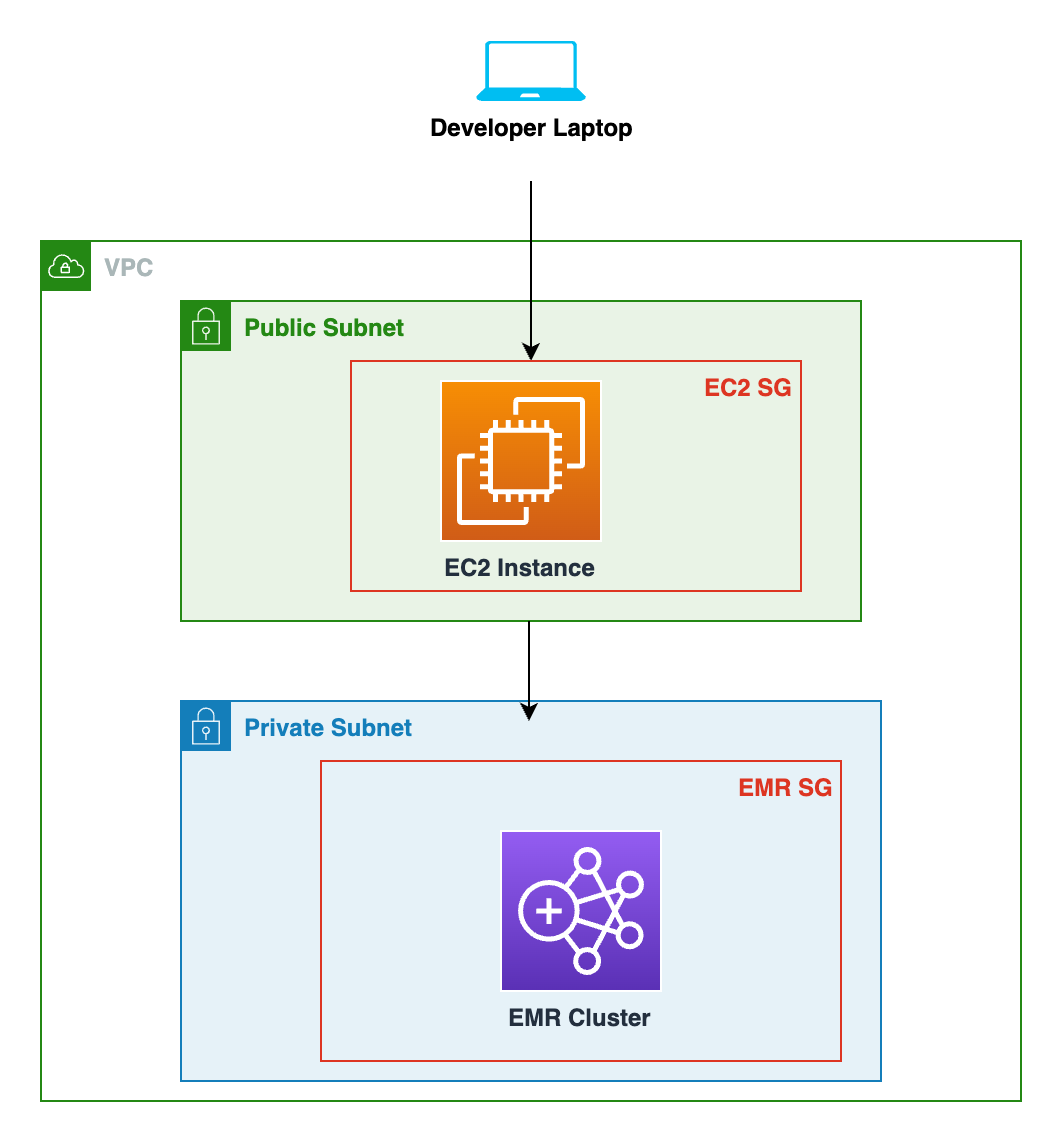 Developer Laptop
VPC
Public Subnet
EC2 SG
EC2 Instance
Private Subnet
EMR SG
EMR Cluster